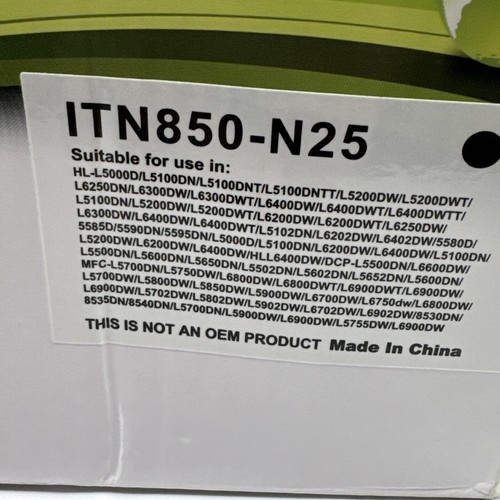 ITN850-N25
Suitable for use in:
HL-L5000D/L5100DN/L5100DNT/L5100DNTT/L5200DW/L5200DWT/
L6250DN/L6300DW/L6300DWT/L6400DW/L6400DWT/L6400DWTT/
L5100DN/L5200DW/L5200DWT/L6200DW/L6200DWT/L6250DW/
L6300DW/L6400DW/L6400DWT/L5102DN/L6202DW/L6402DW/5580D/
5585D/5590DN/5595DN/L5000D/L5100DN/L6200DW/L6400DW/L5100DN/
L5200DW/L6200DW/L6400DW/HLL6400DW/DCP-L5500DN/L6600DW/
L5500DN/L5600DN/L5650DN/L5502DN/L5602DN/L5652DN/L5600DN/
MFC-L5700DN/L5750DW/L6800DW/L6800DWT/L6900DWT/L6900DW/
L5700DW/L5800DW/L5850DW/L5900DW/L6700DW/L6750dw/L6800DW/
L6900DW/L5702DW/L5802DW/L5902DW/L6702DW/L6902DW/8530DN/
8535DN/8540DN/L5700DN/L5900DW/L6900DW/L5755DW/L6900DW
THIS IS NOT AN OEM PRODUCT Made In China